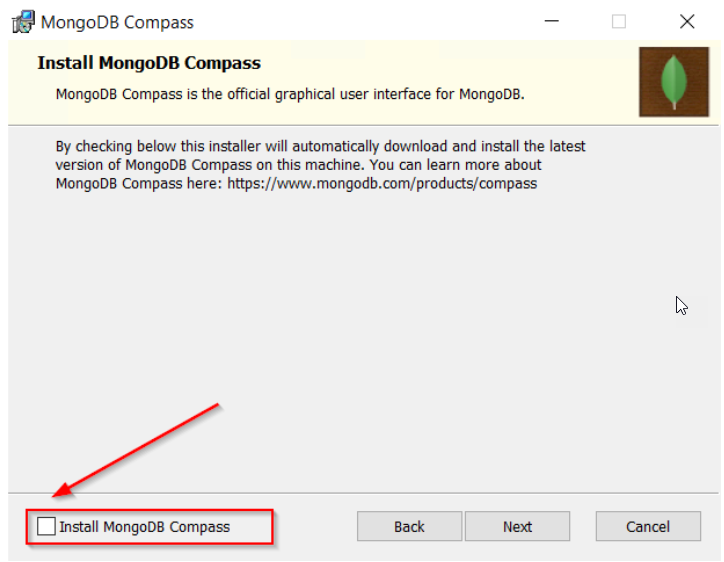 MongoDB Compass
Install MongoDB Compass
MongoDB Compass is the official graphical user interface for MongoDB.
By checking below this installer will automatically download and install the latest
version of MongoDB Compass on this machine. You can learn more about
MongoDB Compass here: https://www.mongodb.com/products/compass
Install MongoDB Compass
Back
Next
Cancel